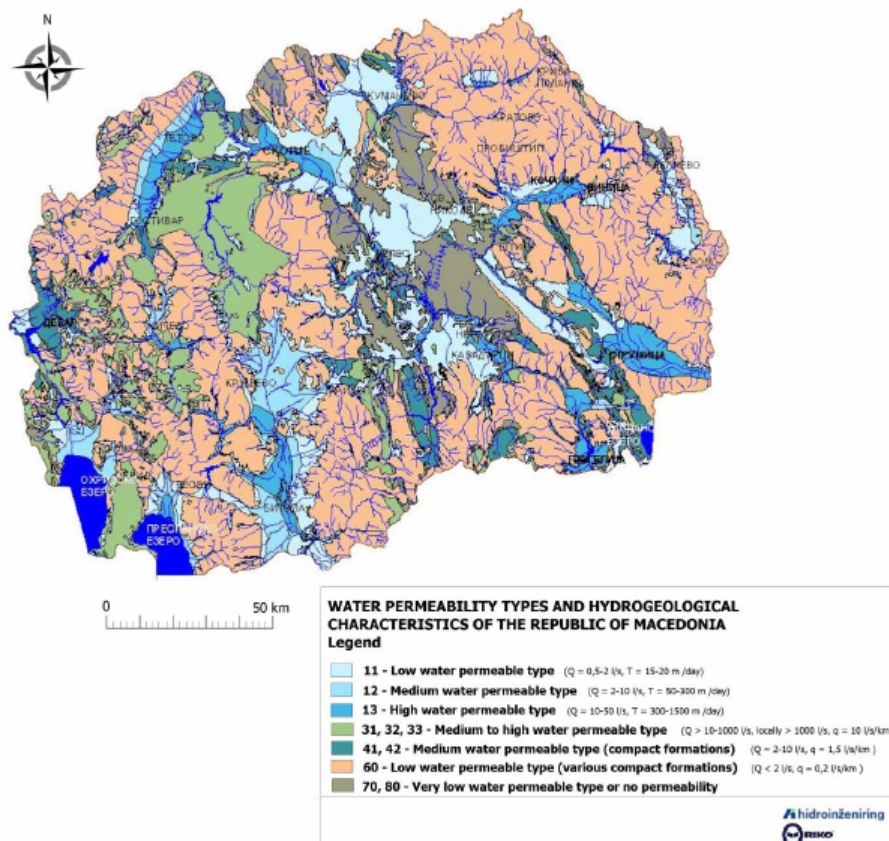 N
КУМАНОВО
КРАТОВО
ПРОБИШТИП
СКОПЈЕ
КОЧАНИ
ВИНИЦА
ГОСТИВАР
ДЕБАР
КРУШЕВО
СТРУМИЦА
БИТОЛА
ОХРИДСКО
ЕЗЕРО
ПРЕСПАНСКО
ЕЗЕРО
0 50 km
WATER PERMEABILITY TYPES AND HYDROGEOLOGICAL
CHARACTERISTICS OF THE REPUBLIC OF MACEDONIA
Legend
11 - Low water permeable type (Q = 0,5-2 l/s, T = 15-20 m /day)
12 - Medium water permeable type (Q = 2-10 l/s, T = 50-300 m /day)
13 - High water permeable type (Q = 10-50 l/s, T = 300-1500 m /day)
31, 32, 33 - Medium to high water permeable type (Q > 10-1000 l/s, locally > 1000 l/s, q = 10 l/s/km
41, 42 - Medium water permeable type (compact formations) (Q = 2-10 l/s, q = 1,5 l/s/km )
60 - Low water permeable type (various compact formations) (Q < 2 l/s, q = 0,2 l/s/km )
70, 80 - Very low water permeable type or no permeability
hidroinženiring
RIKO